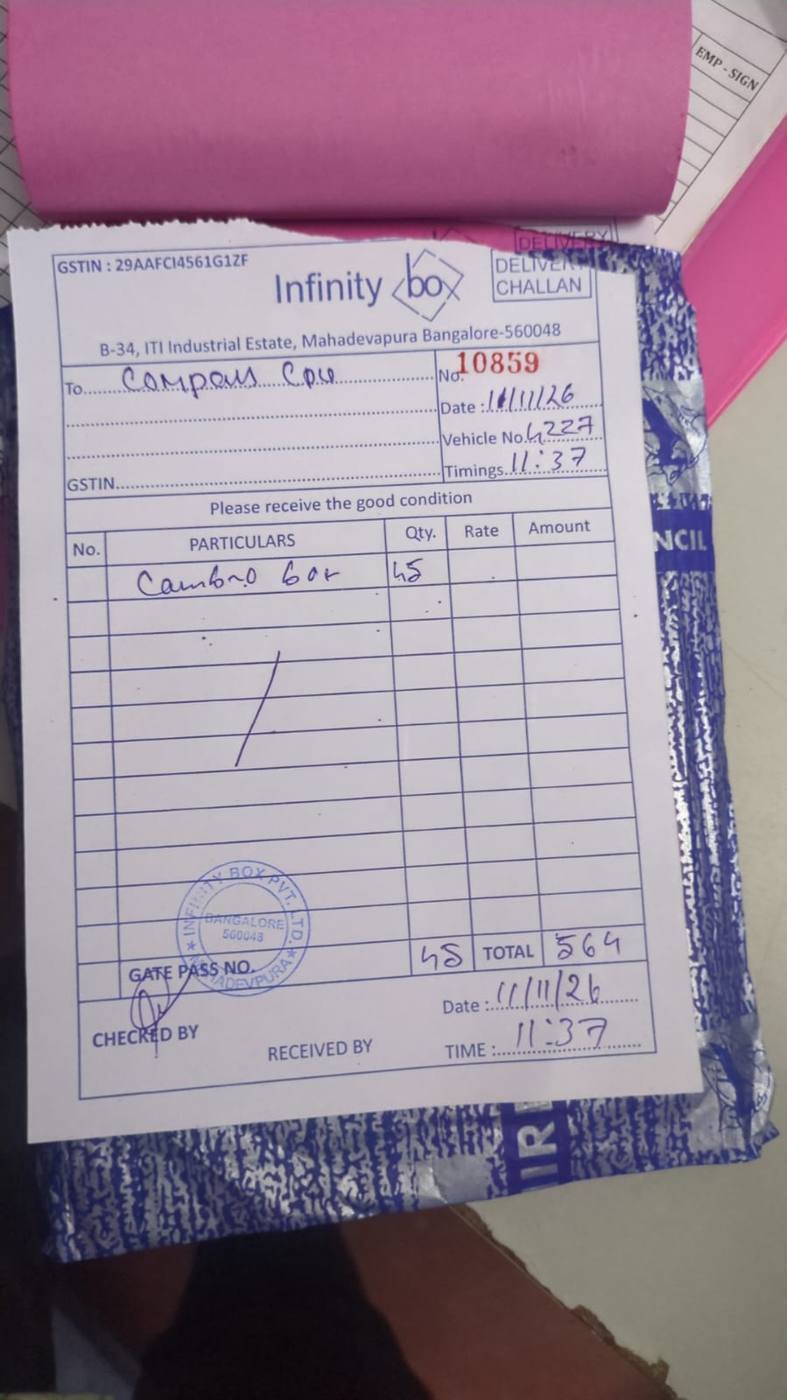 EMP - SIGN
DELIVERY
GSTIN : 29AAFCI4561G1ZF
Infinity box
DELIVERY CHALLAN
B-34, ITI Industrial Estate, Mahadevapura Bangalore-560048
To
No. 10859
Date : 11/11/26
Vehicle No. 4227
GSTIN
Timings 11:37
Please receive the good condition
No. PARTICULARS Qty. Rate Amount
Cambro box 45
INFINITY BOX PVT. LTD.
BANGALORE
560048
MAHADEVPURA
45 TOTAL 564
GATE PASS NO.
Date : 11/11/26
CHECKED BY
RECEIVED BY
TIME : 11:37
NCIL